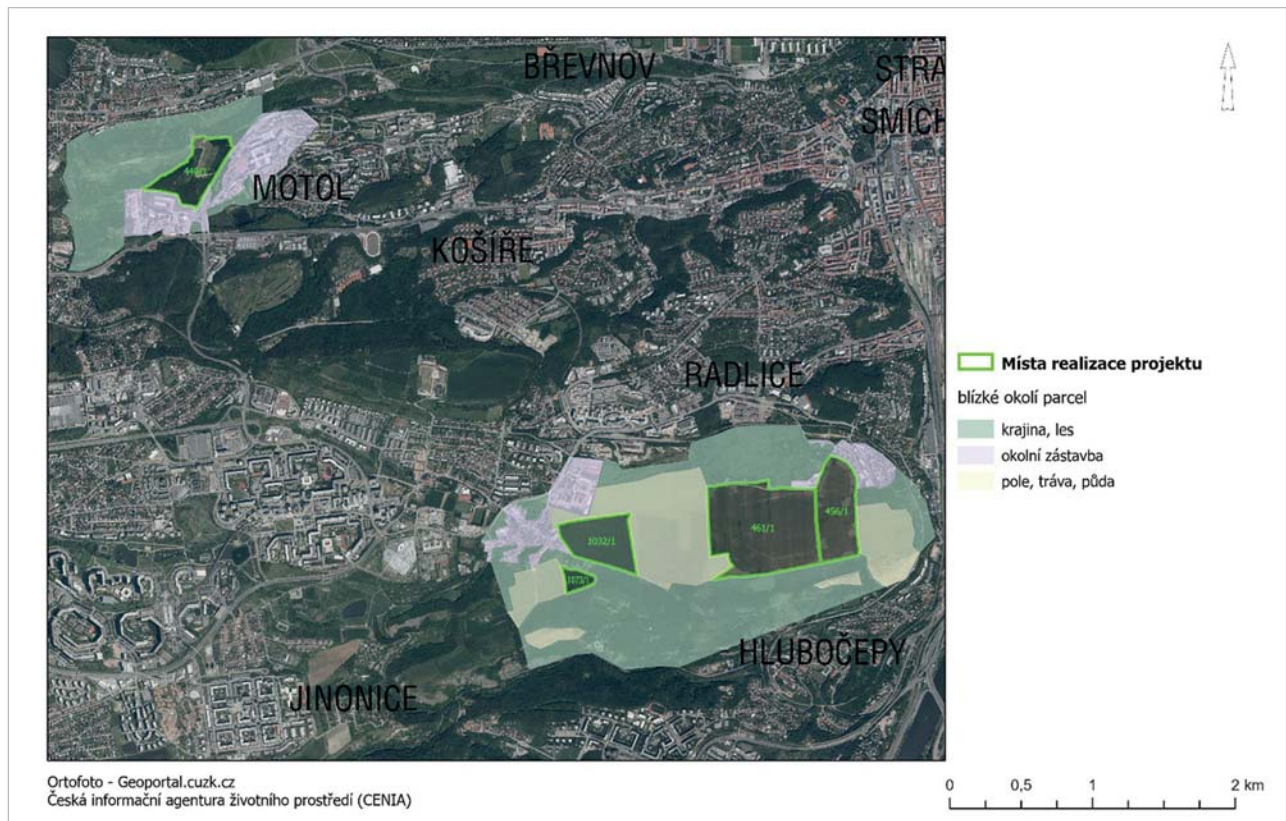 BŘEVNOV
STRA
SMÍCH
MOTOL
KOŠÍŘE
RADLICE
Místa realizace projektu
blízké okolí parcel
krajina, les
okolní zástavba
pole, tráva, půda
456/1
461/1
1032/1
1073/1
HLUBOČEPY
JINONICE
Ortofoto - Geoportal.cuzk.cz
Česká informační agentura životního prostředí (CENIA)
0 0,5 1 2 km